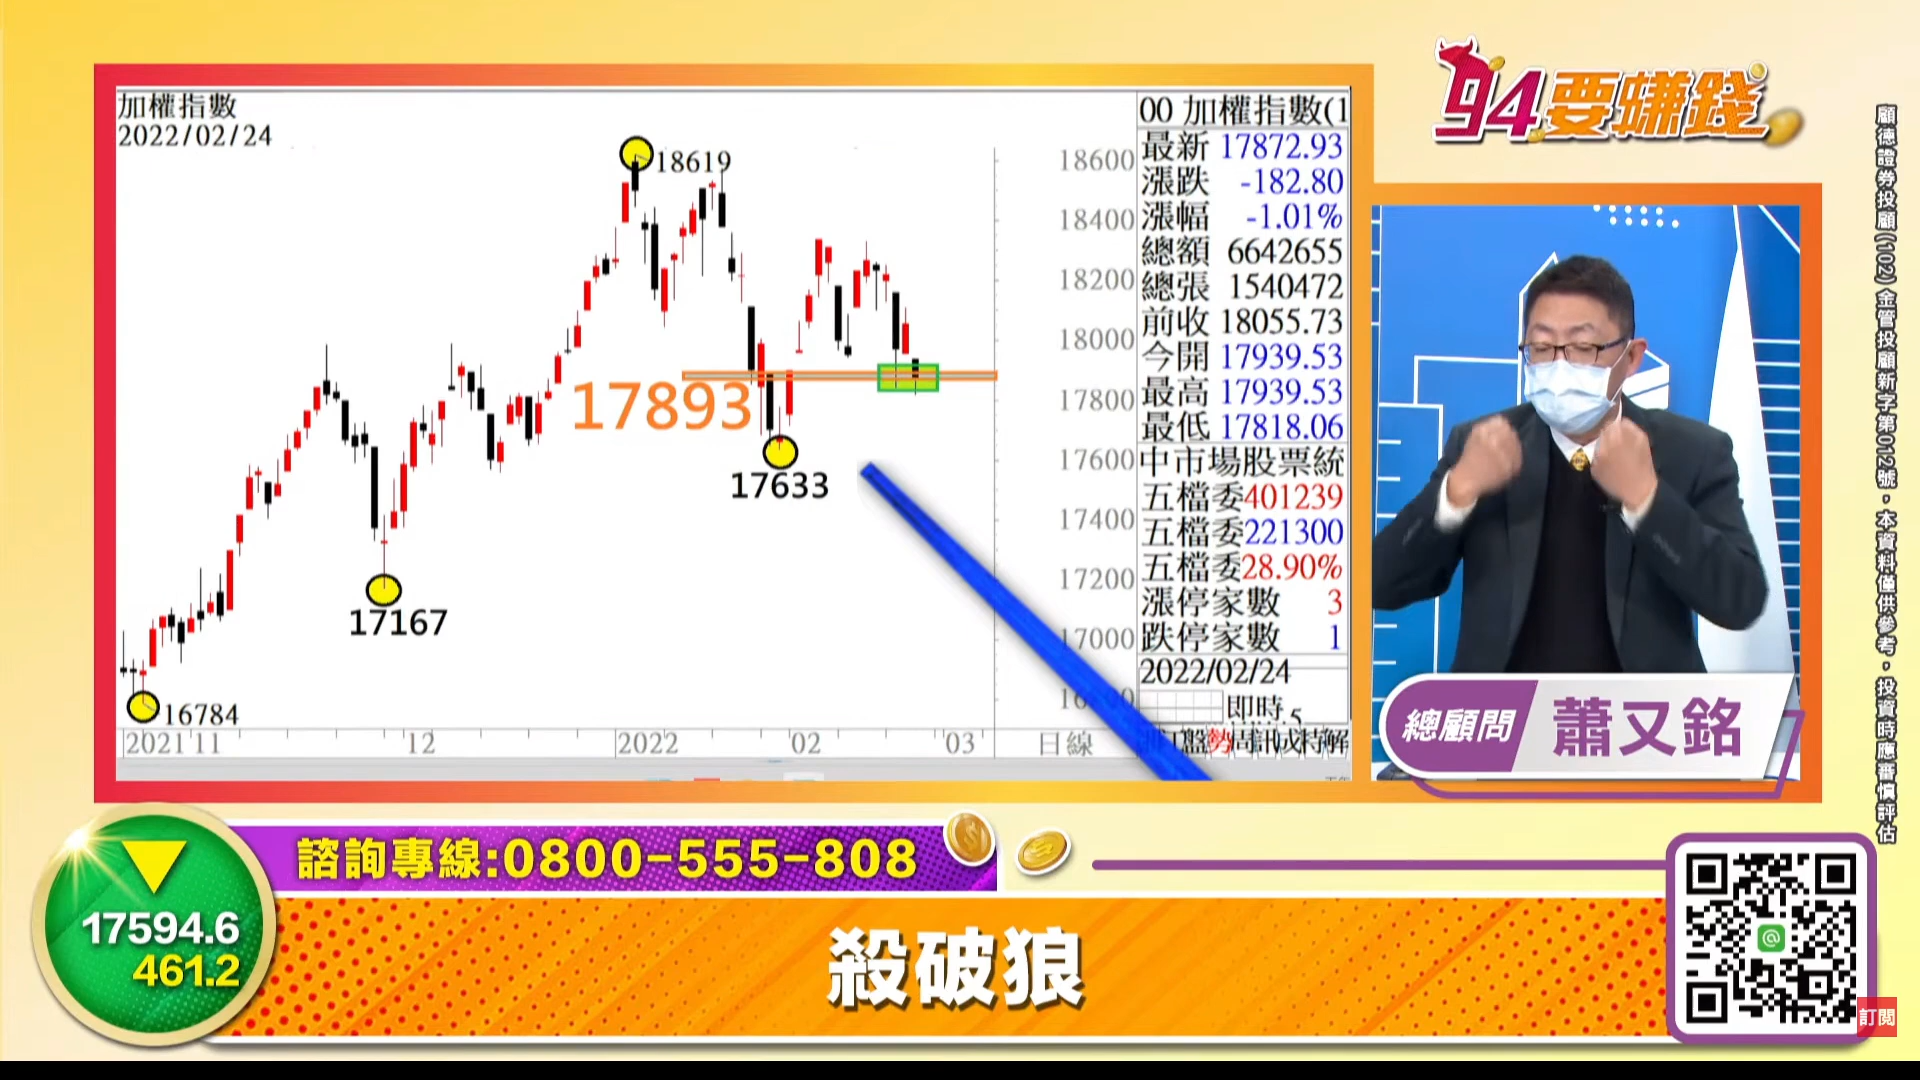 94要賺錢
顧德證券投顧(102)金管投顧新字第012號，本資料僅供參考，投資時應審慎評估
加權指數
2022/02/24
18619
17893
17633
17167
16784
18600
18400
18200
18000
17800
17600
17400
17200
17000
2021 11
12
2022
02
03
日線
00 加權指數(1
最新 17872.93
漲跌 -182.80
漲幅 -1.01%
總額 6642655
總張 1540472
前收 18055.73
今開 17939.53
最高 17939.53
最低 17818.06
中市場股票統
五檔委401239
五檔委221300
五檔委28.90%
漲停家數 3
跌停家數 1
2022/02/24
即時 5
盤勢周訊成特解
總顧問 蕭又銘
諮詢專線:0800-555-808
17594.6
461.2
殺破狼
訂閱